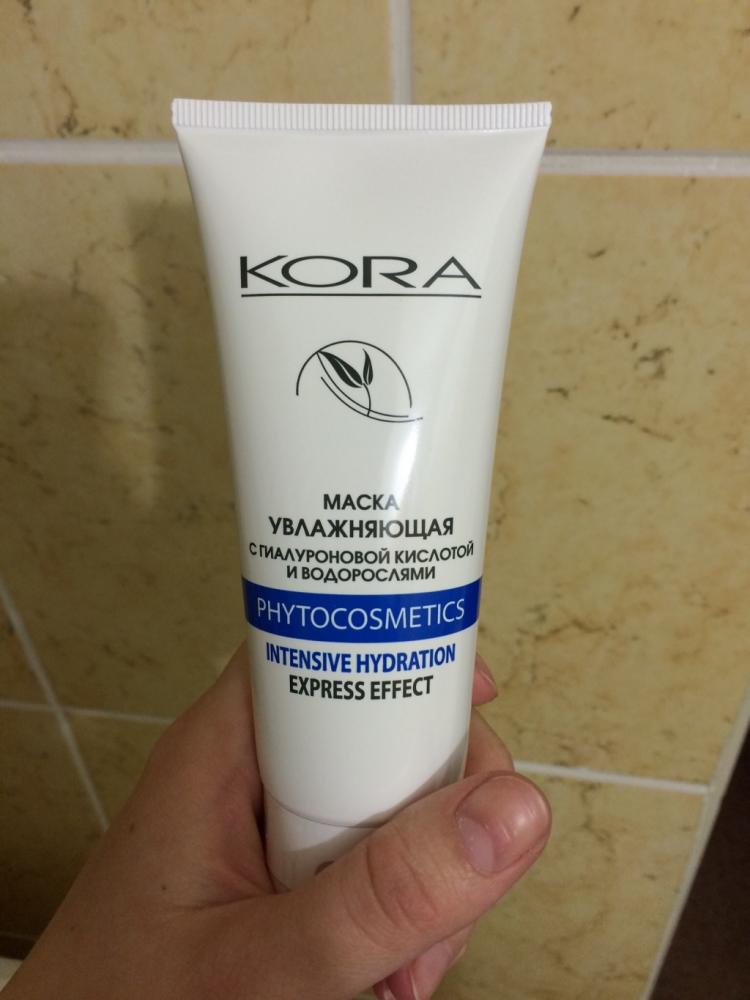 KORA
МАСКА
УВЛАЖНЯЮЩАЯ
С ГИАЛУРОНОВОЙ КИСЛОТОЙ
И ВОДОРОСЛЯМИ
PHYTOCOSMETICS
INTENSIVE HYDRATION
EXPRESS EFFECT